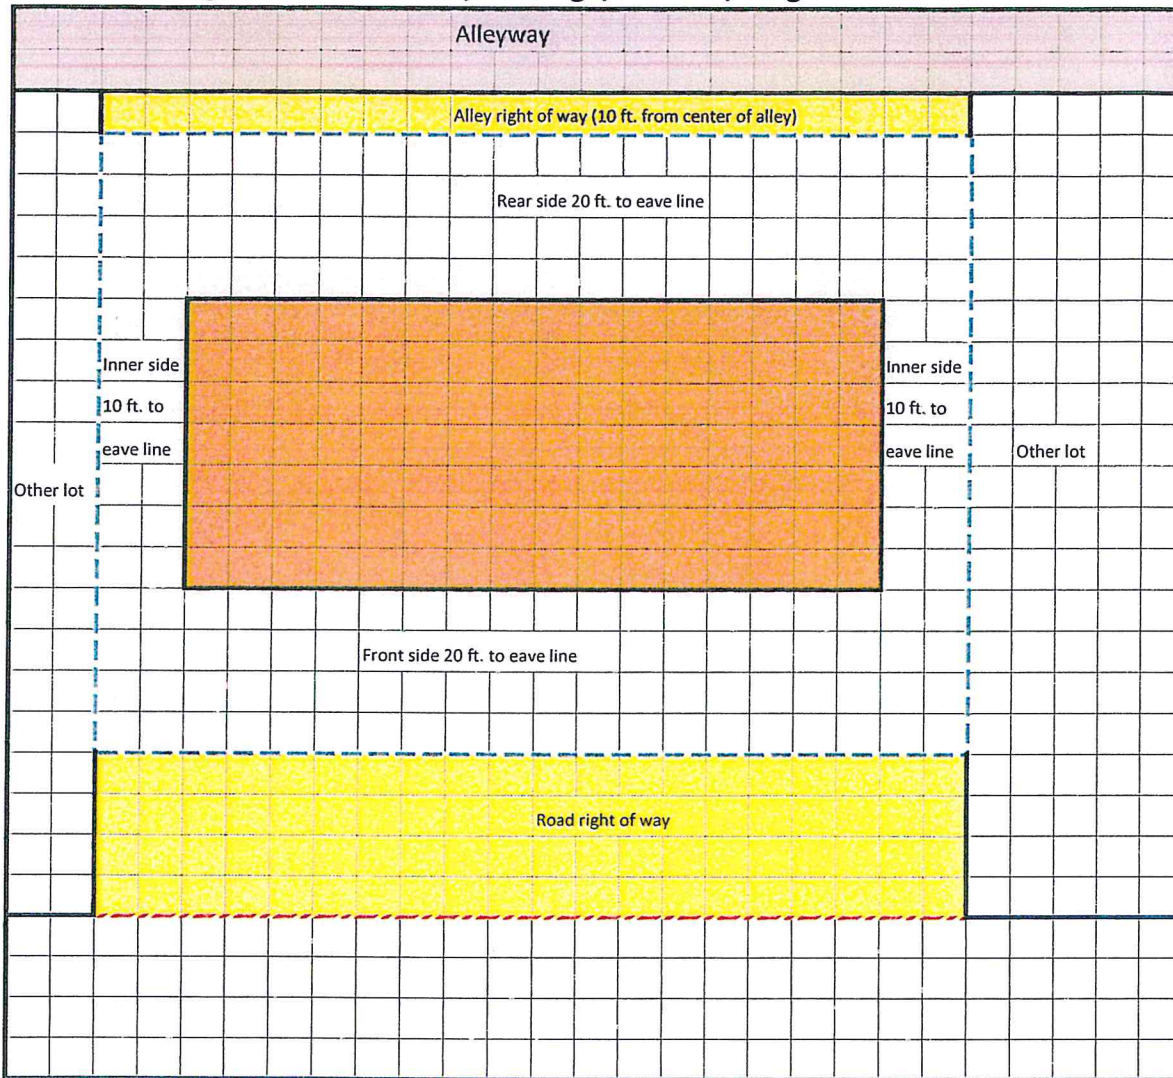 Alleyway
Alley right of way (10 ft. from center of alley)
Rear side 20 ft. to eave line
Inner side
10 ft. to
eave line
Inner side
10 ft. to
eave line
Other lot
Other lot
Front side 20 ft. to eave line
Road right of way